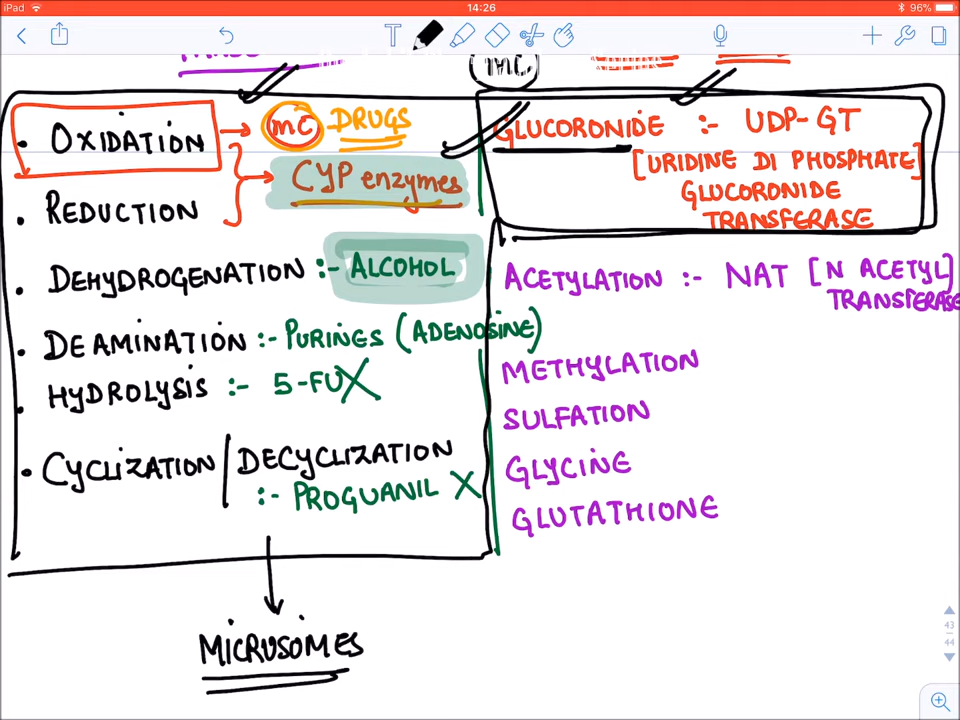 iPad
14:26
96%
T
mc
• OXIDATION → mC DRUGS
CYP enzymes
• REDUCTION
• DEHYDROGENATION :- ALCOHOL
• DEAMINATION :- PURINGS (ADENOSINE)
• HYDROLYSIS :- 5-FU X
• CYCLIZATION / DECYCLIZATION
:- PROGUANIL X
MICRUSOMES
GLUCORONIDE :- UDP-GT
[URIDINE DI PHOSPHATE]
GLUCORONIDE
TRANSFERASE
ACETYLATION :- NAT [N ACETYL]
TRANSFERASE
METHYLATION
SULFATION
GLYCINE
GLUTATHIONE
43
44